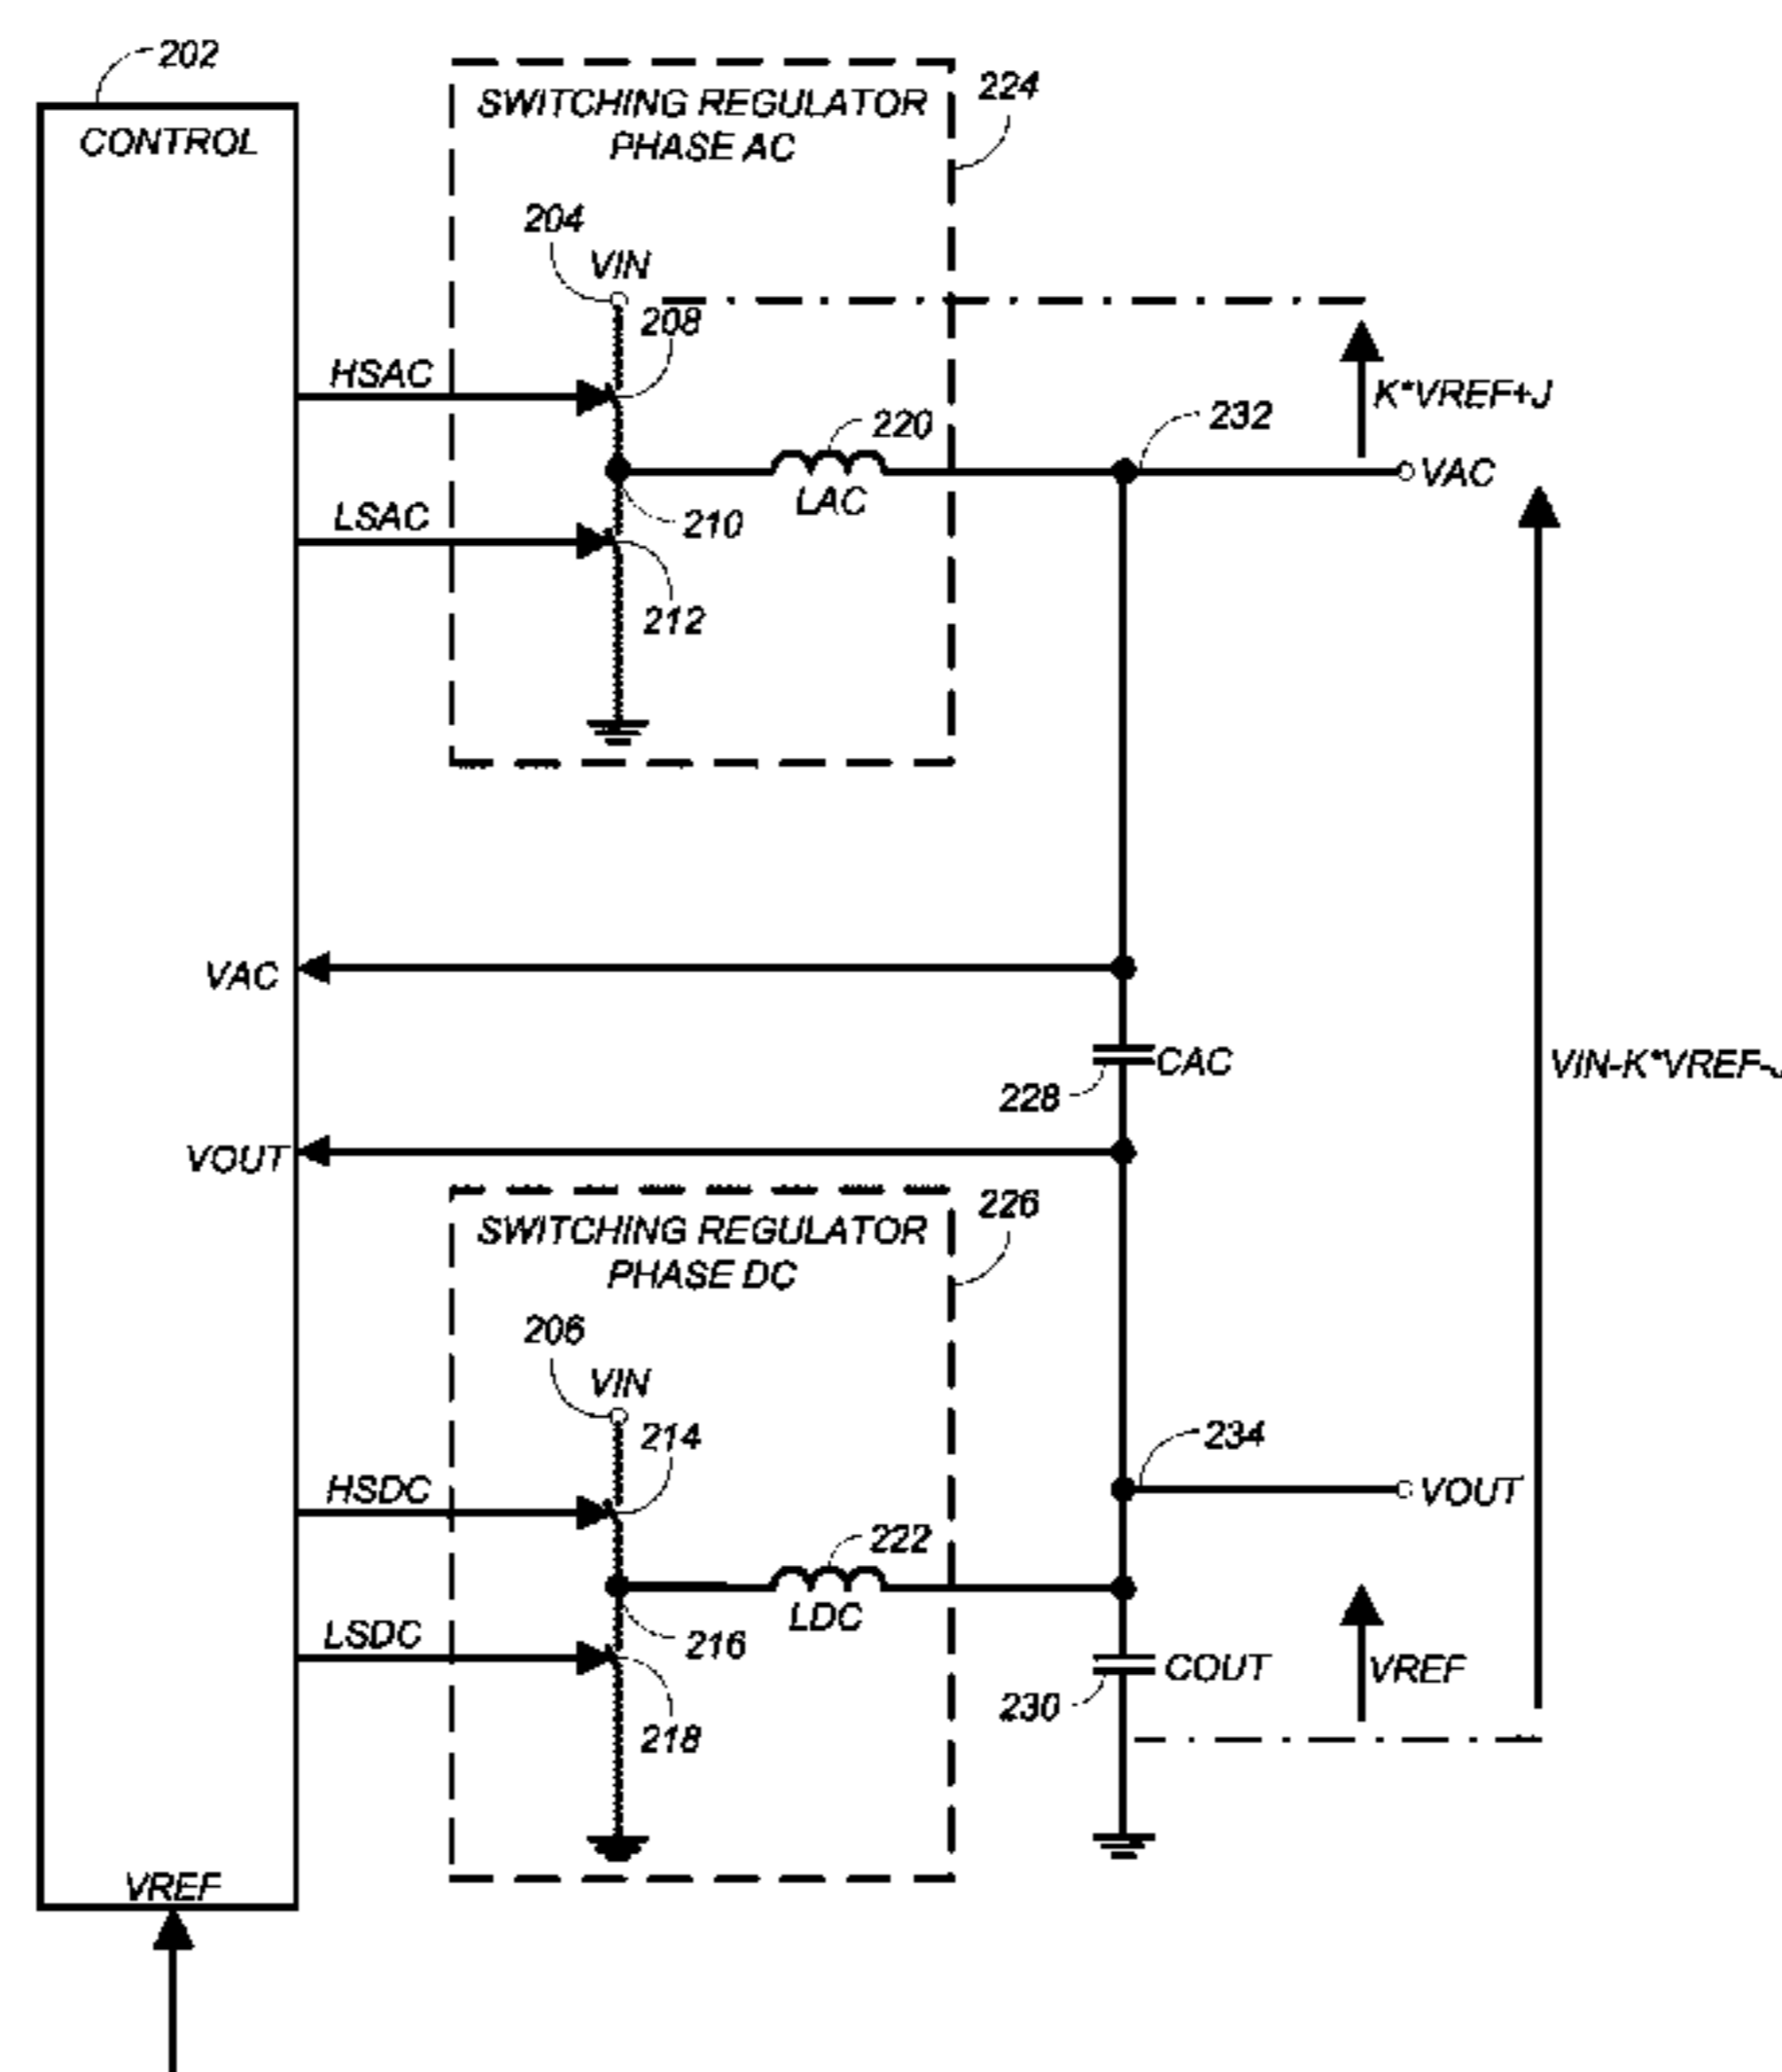 202
CONTROL
SWITCHING REGULATOR
PHASE AC
224
204
VIN
208
HSAC
K*VREF+J
220
232
LAC
VAC
LSAC
210
212
VAC
CAC
228
VIN-K*VREF-J
VOUT
SWITCHING REGULATOR
PHASE DC
226
206
VIN
214
234
HSDC
VOUT
222
LDC
LSDC
216
COUT
VREF
230
218
VREF